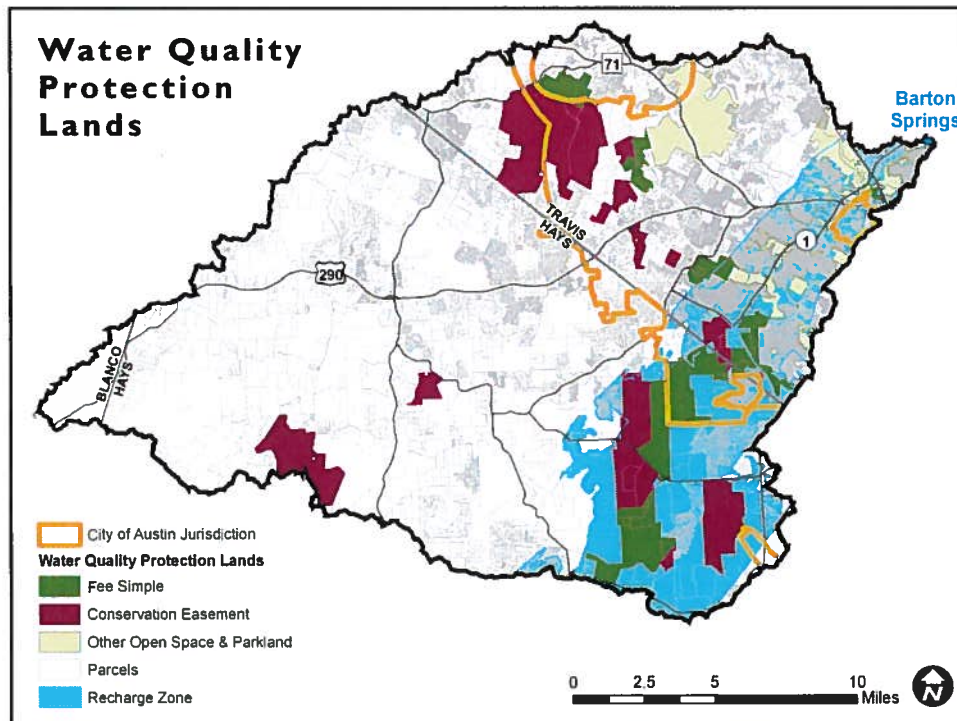 Water Quality
Protection
Lands
71
Barton
Springs
TRAVIS
HAYS
1
290
BLANCO
HAYS
City of Austin Jurisdiction
Water Quality Protection Lands
Fee Simple
Conservation Easement
Other Open Space & Parkland
Parcels
Recharge Zone
0 2.5 5 10
Miles
N